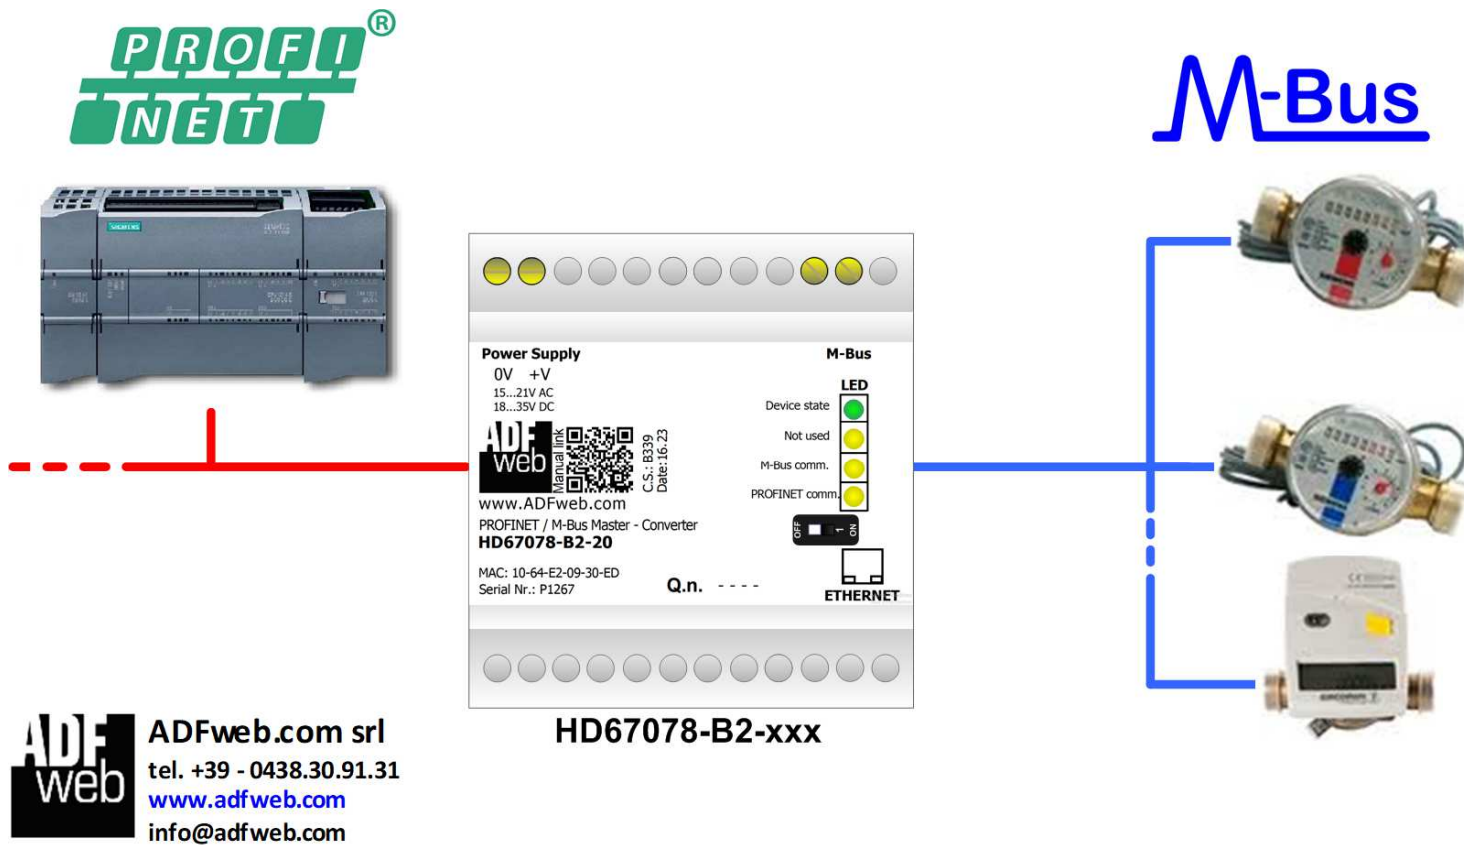 PROFI
NET®
M-Bus
SIEMENS
Power Supply
0V +V
15...21V AC
18...35V DC
M-Bus
LED
Device state
Not used
M-Bus comm.
PROFINET comm.
ADF
web
Manual link
C.S.: B339
Date:16.23
www.ADFweb.com
PROFINET / M-Bus Master - Converter
HD67078-B2-20
OFF
1
ON
MAC: 10-64-E2-09-30-ED
Serial Nr.: P1267
Q.n. - - - -
ETHERNET
HD67078-B2-xxx
ADF
web
ADFweb.com srl
tel. +39 - 0438.30.91.31
www.adfweb.com
info@adfweb.com